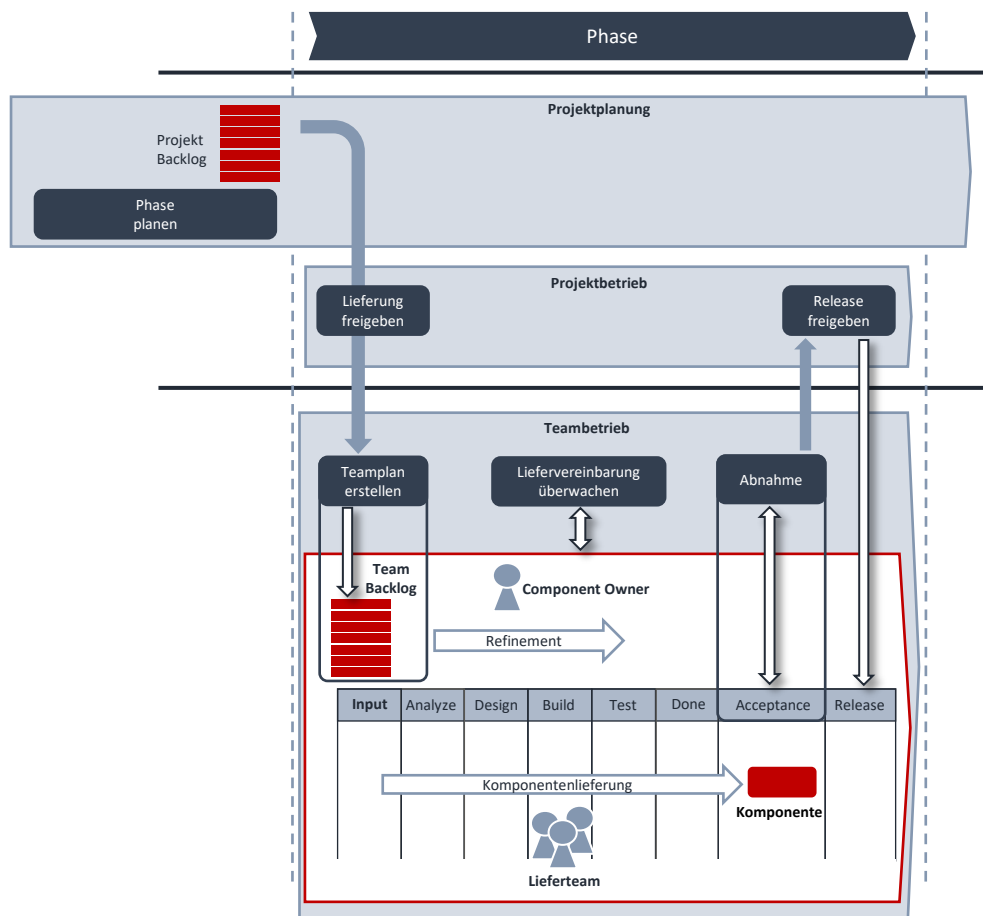 Phase
Projektplanung
Projekt
Backlog
Phase
planen
Projektbetrieb
Lieferung
freigeben
Release
freigeben
Teambetrieb
Teamplan
erstellen
Liefervereinbarung
überwachen
Abnahme
Team
Backlog
Component Owner
Refinement
Input Analyze Design Build Test Done Acceptance Release
Komponentenlieferung
Komponente
Lieferteam